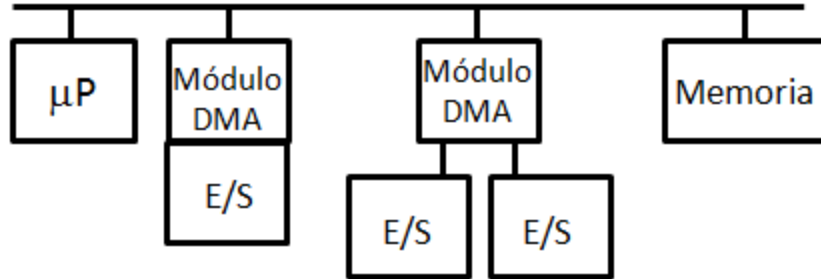 µP
Módulo
DMA
Módulo
DMA
Memoria
E/S
E/S
E/S